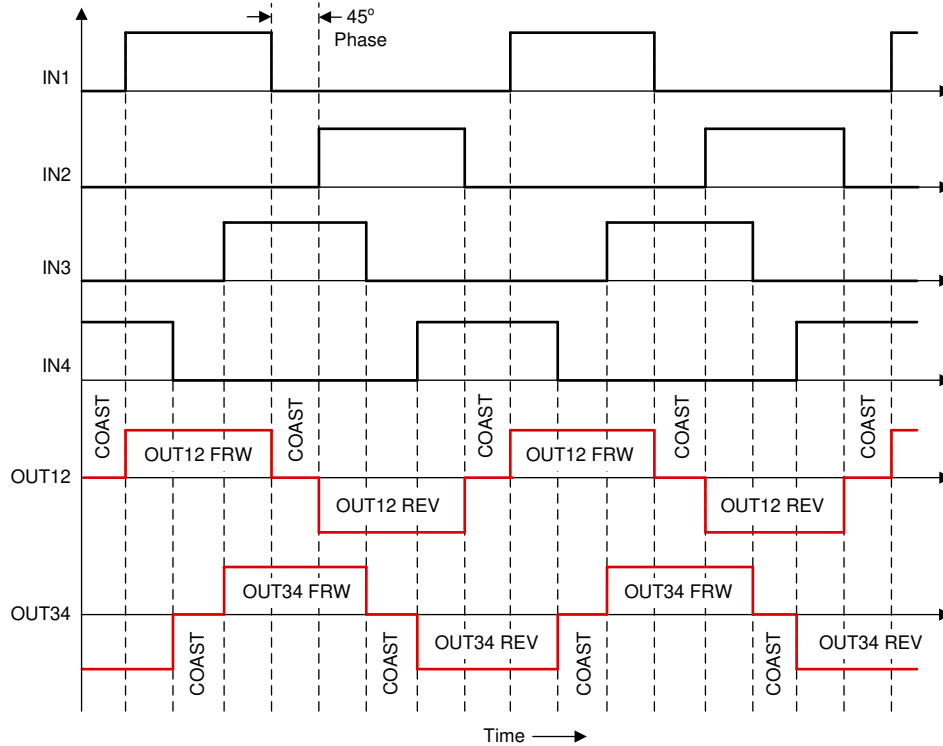 45o
Phase
IN1
IN2
IN3
IN4
COAST
COAST
COAST
COAST
COAST
OUT12 FRW
OUT12 FRW
OUT12
OUT12 REV
OUT12 REV
OUT34 FRW
OUT34 FRW
OUT34
OUT34 REV
OUT34 REV
COAST
COAST
COAST
COAST
Time